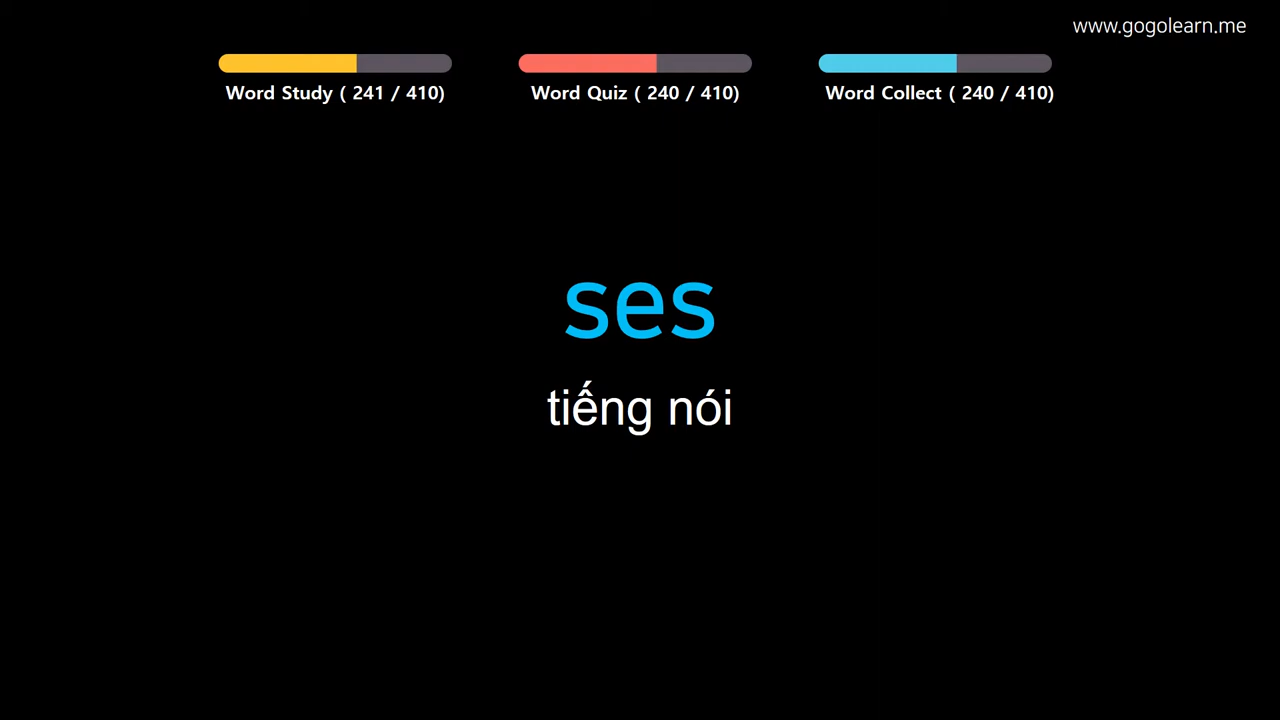 www.gogolearn.me
Word Study ( 241 / 410)
Word Quiz ( 240 / 410)
Word Collect ( 240 / 410)
ses
tiếng nói